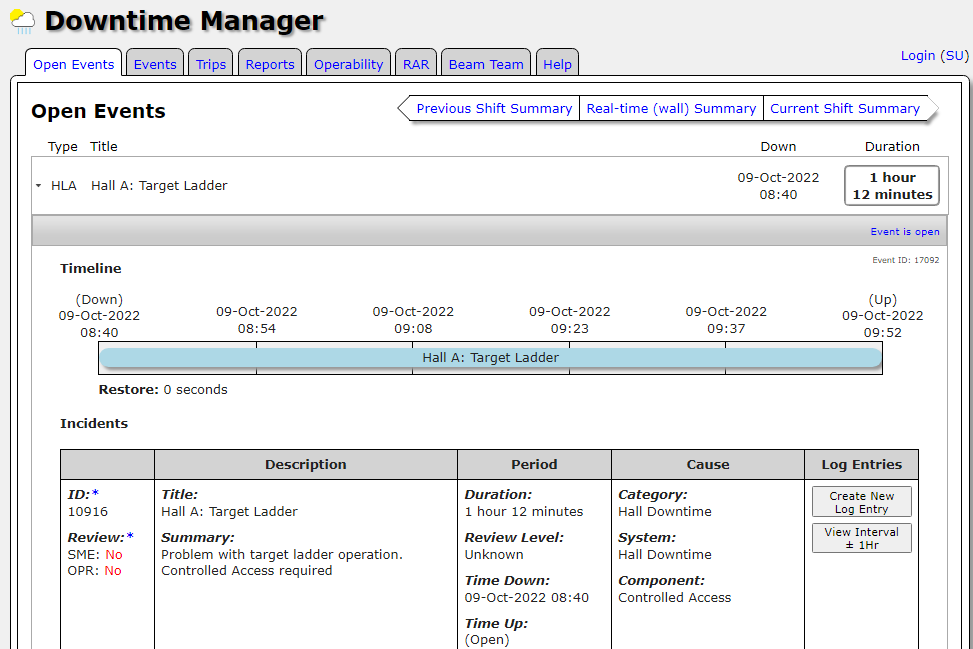 Downtime Manager
Login (SU)
Open Events
Events
Trips
Reports
Operability
RAR
Beam Team
Help
Open Events
Previous Shift Summary
Real-time (wall) Summary
Current Shift Summary
Type Title Down Duration
HLA Hall A: Target Ladder
09-Oct-2022
08:40
1 hour
12 minutes
Event is open
Event ID: 17092
Timeline
(Down)
09-Oct-2022
08:40
09-Oct-2022
08:54
09-Oct-2022
09:08
09-Oct-2022
09:23
09-Oct-2022
09:37
(Up)
09-Oct-2022
09:52
Hall A: Target Ladder
Restore: 0 seconds
Incidents
Description Period Cause Log Entries
ID:*
10916
Review:*
SME: No
OPR: No
Title:
Hall A: Target Ladder
Summary:
Problem with target ladder operation.
Controlled Access required
Duration:
1 hour 12 minutes
Review Level:
Unknown
Time Down:
09-Oct-2022 08:40
Time Up:
(Open)
Category:
Hall Downtime
System:
Hall Downtime
Component:
Controlled Access
Create New
Log Entry
View Interval
± 1Hr